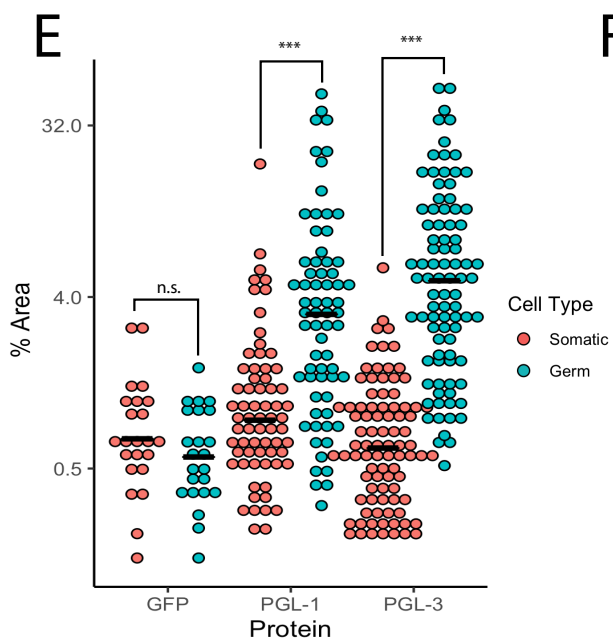 E
***
***
32.0
n.s.
4.0
% Area
0.5
Cell Type
Somatic
Germ
GFP
PGL-1
PGL-3
Protein